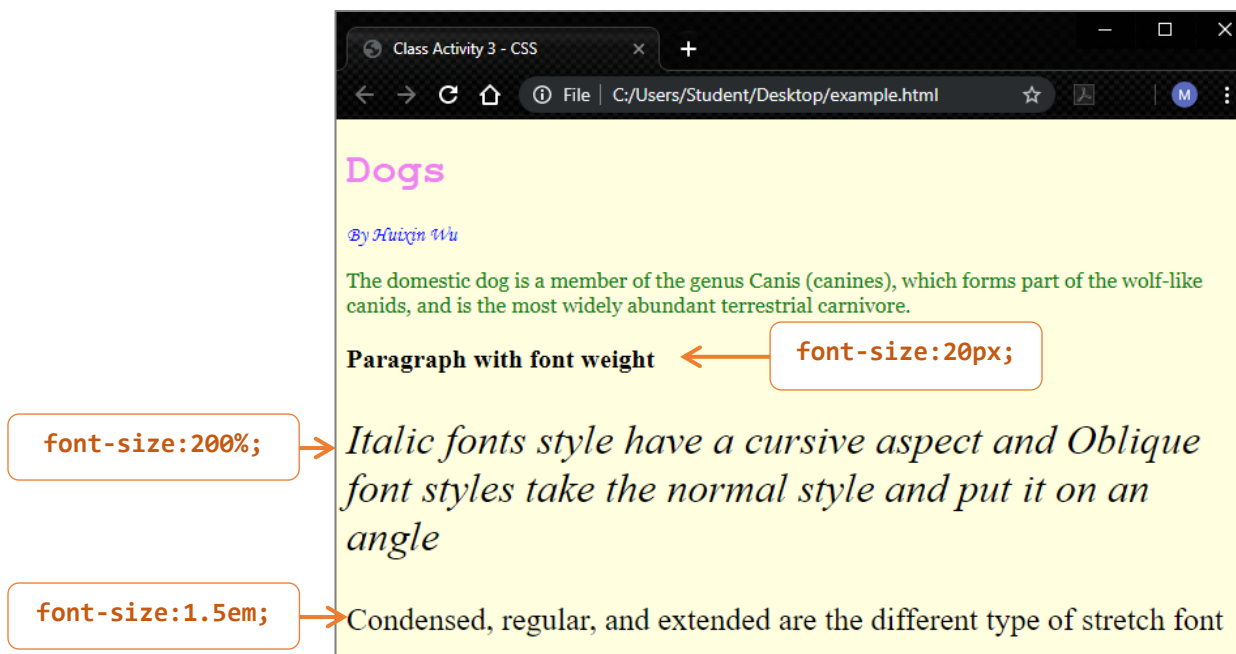 Class Activity 3 - CSS
File | C:/Users/Student/Desktop/example.html
M
Dogs
By Huixin Wu
The domestic dog is a member of the genus Canis (canines), which forms part of the wolf-like
canids, and is the most widely abundant terrestrial carnivore.
Paragraph with font weight
font-size:20px;
font-size:200%;
Italic fonts style have a cursive aspect and Oblique
font styles take the normal style and put it on an
angle
font-size:1.5em;
Condensed, regular, and extended are the different type of stretch font